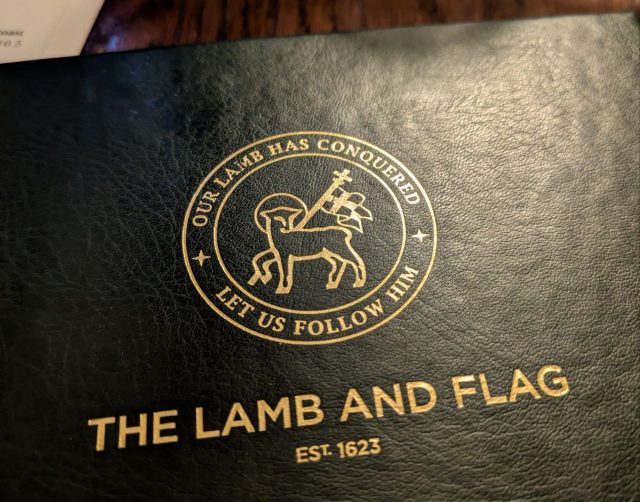 OUR LAMB HAS CONQUERED
LET US FOLLOW HIM
THE LAMB AND FLAG
EST. 1623